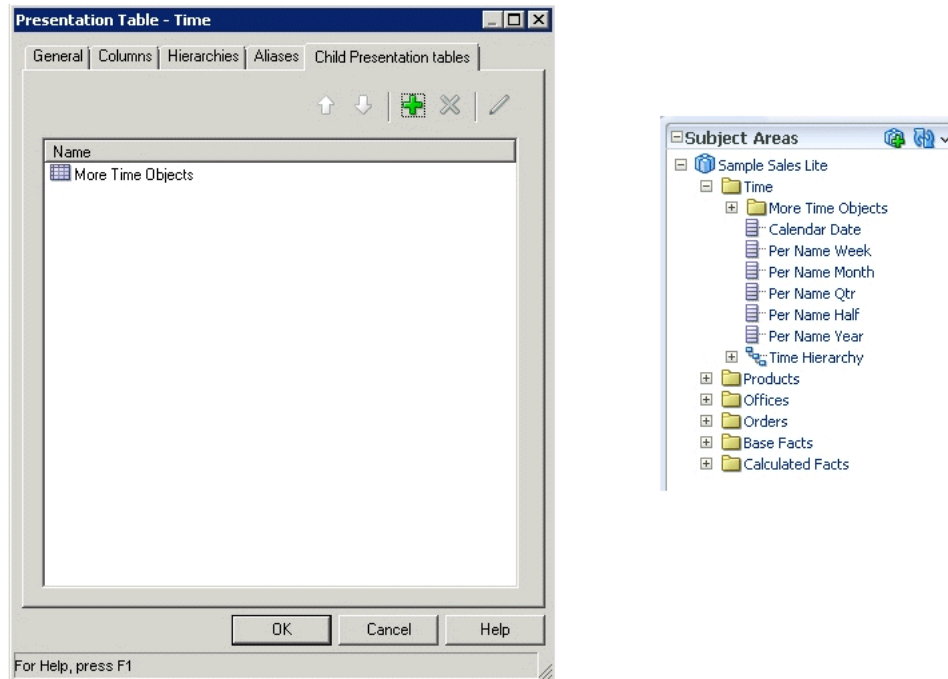 Presentation Table - Time
General
Columns
Hierarchies
Aliases
Child Presentation tables
Name
More Time Objects
OK
Cancel
Help
For Help, press F1
Subject Areas
Sample Sales Lite
Time
More Time Objects
Calendar Date
Per Name Week
Per Name Month
Per Name Qtr
Per Name Half
Per Name Year
Time Hierarchy
Products
Offices
Orders
Base Facts
Calculated Facts